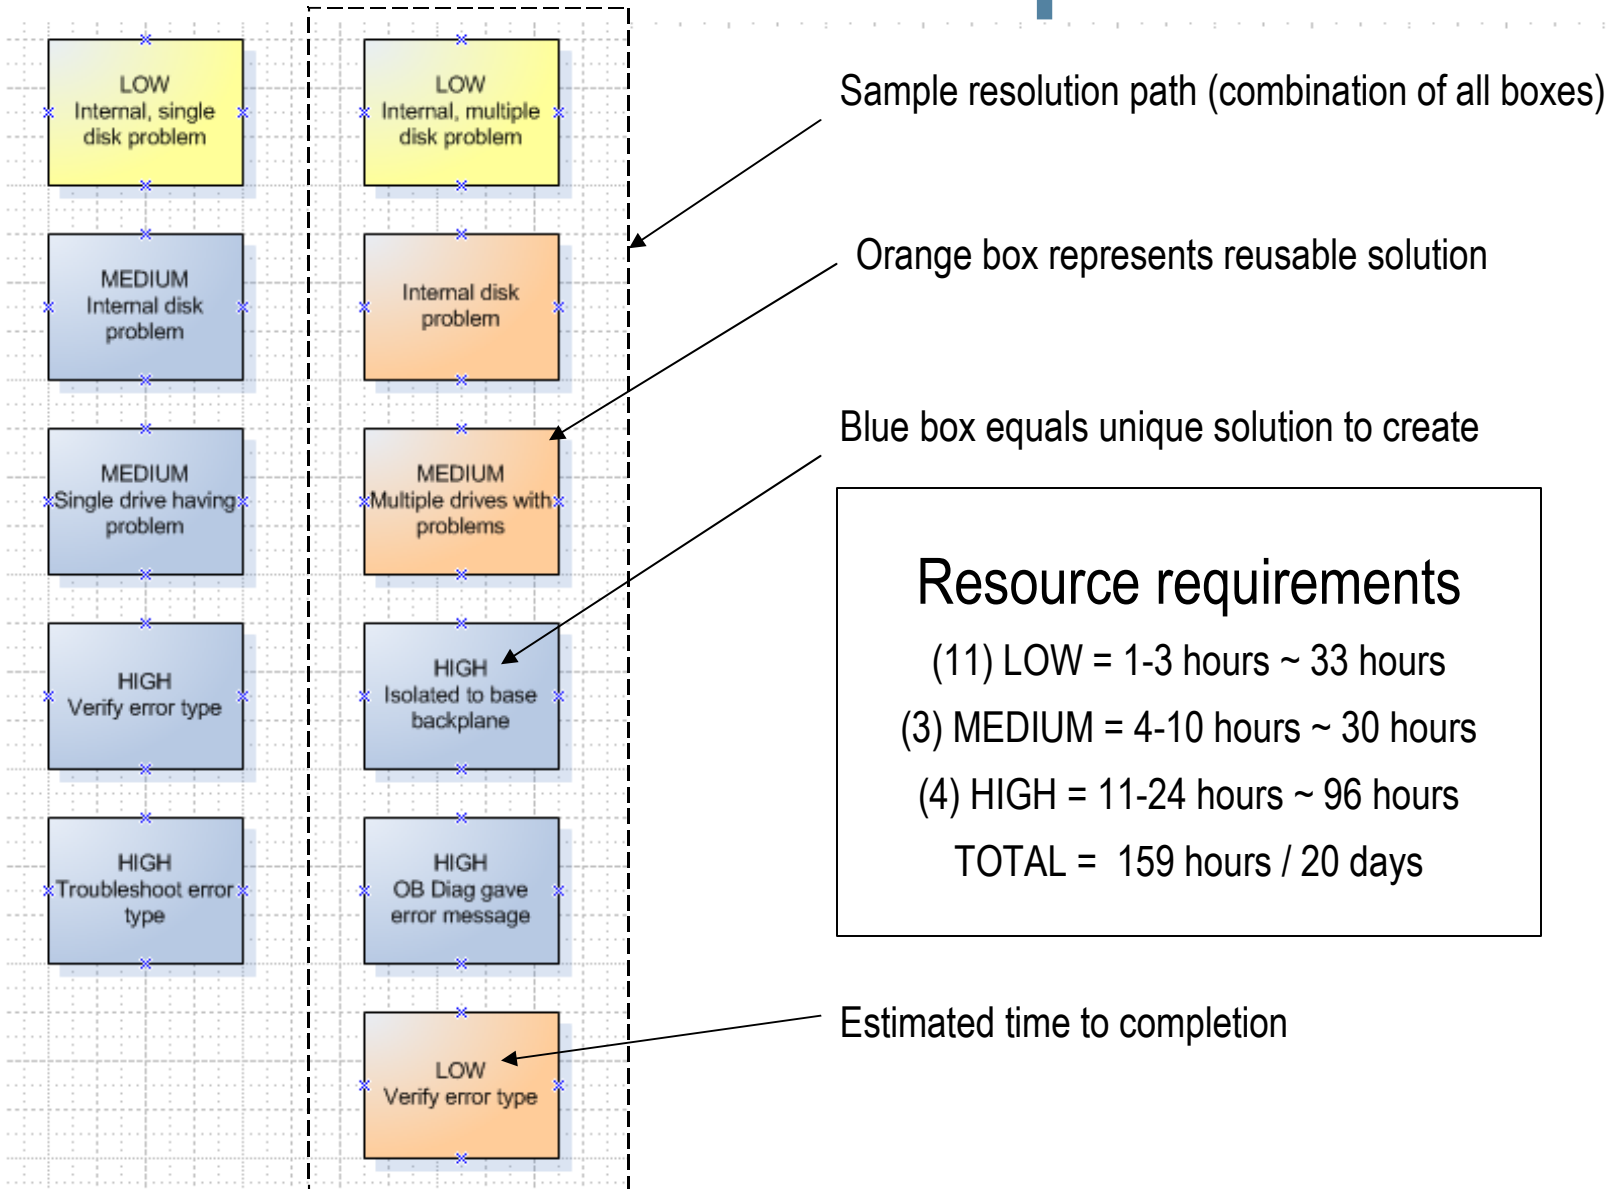 LOW
Internal, single
disk problem
MEDIUM
Internal disk
problem
MEDIUM
Single drive having
problem
HIGH
Verify error type
HIGH
Troubleshoot error
type
LOW
Internal, multiple
disk problem
Internal disk
problem
MEDIUM
Multiple drives with
problems
HIGH
Isolated to base
backplane
HIGH
OB Diag gave
error message
LOW
Verify error type
Sample resolution path (combination of all boxes)
Orange box represents reusable solution
Blue box equals unique solution to create
Resource requirements
(11) LOW = 1-3 hours ~ 33 hours
(3) MEDIUM = 4-10 hours ~ 30 hours
(4) HIGH = 11-24 hours ~ 96 hours
TOTAL = 159 hours / 20 days
Estimated time to completion